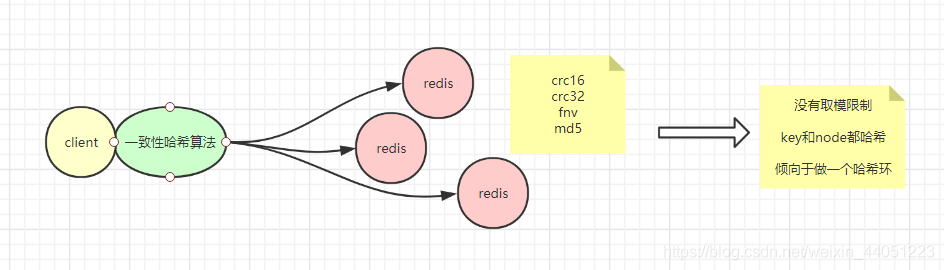 client
一致性哈希算法
redis
redis
redis
crc16
crc32
fnv
md5
没有取模限制
key和node都哈希
倾向于做一个哈希环
https://blog.csdn.net/weixin_44051223